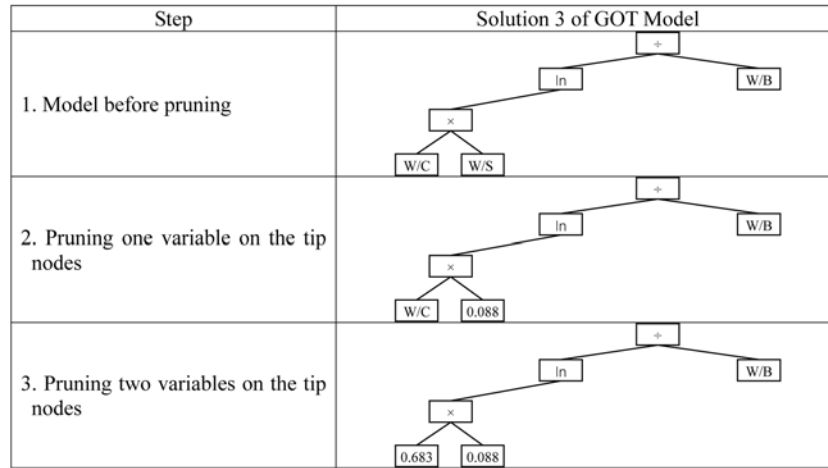 Step
Solution 3 of GOT Model
1. Model before pruning
÷
ln
W/B
×
W/C
W/S
2. Pruning one variable on the tip
nodes
÷
ln
W/B
×
W/C
0.088
3. Pruning two variables on the tip
nodes
÷
ln
W/B
×
0.683
0.088